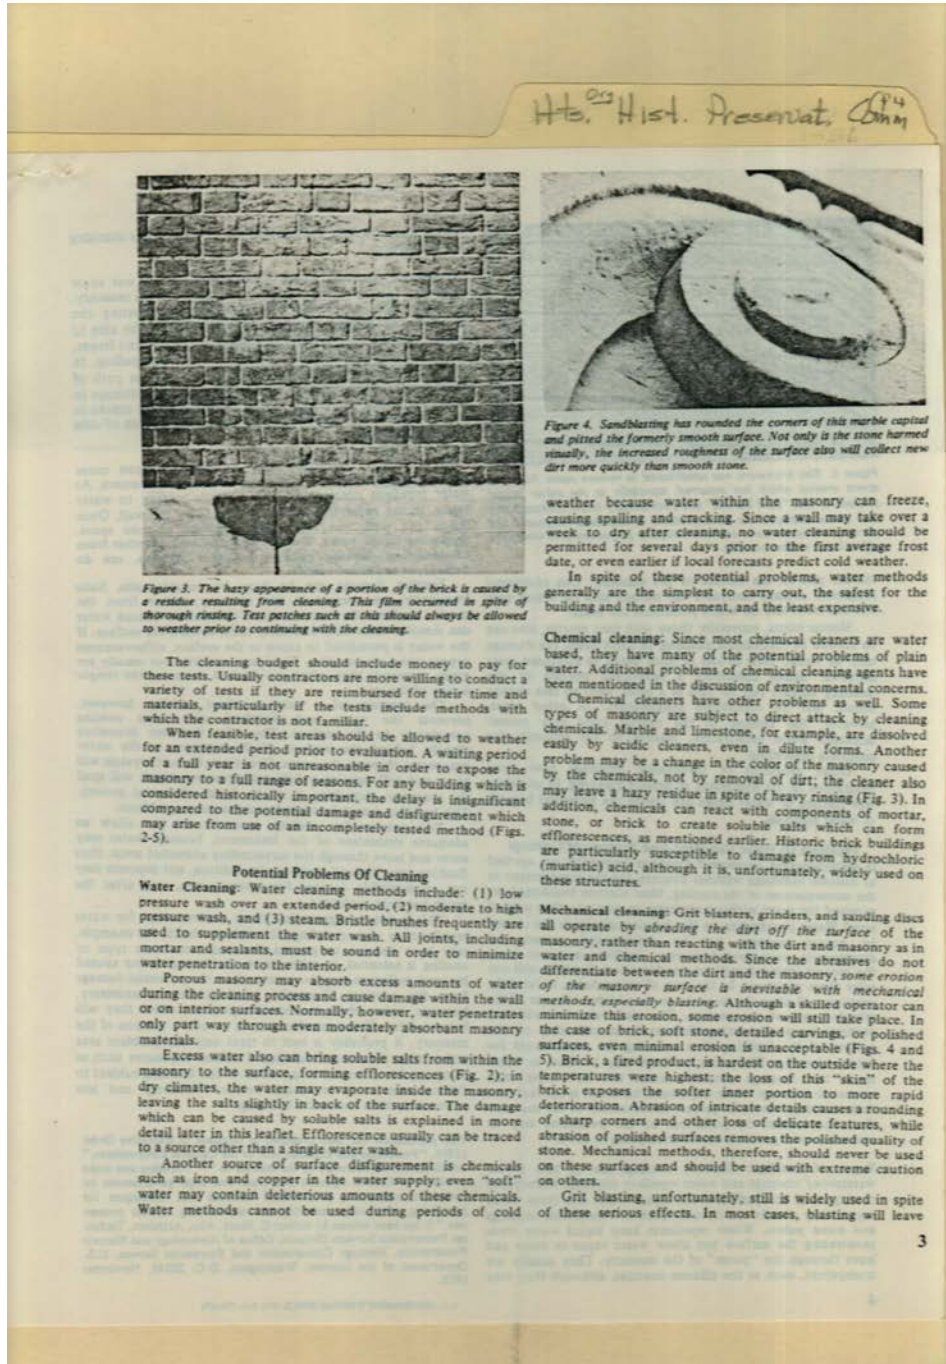 Hts. Org Hist. Preservat. Comm
Figure 3. The hazy appearance of a portion of the brick is caused by
a residue resulting from cleaning. This film occurred in spite of
thorough rinsing. Test patches such as this should always be allowed
to weather prior to continuing with the cleaning.
The cleaning budget should include money to pay for
these tests. Usually contractors are more willing to conduct a
variety of tests if they are reimbursed for their time and
materials, particularly if the tests include methods with
which the contractor is not familiar.
When feasible, test areas should be allowed to weather
for an extended period prior to evaluation. A waiting period
of a full year is not unreasonable in order to expose the
masonry to a full range of seasons. For any building which is
considered historically important, the delay is insignificant
compared to the potential damage and disfigurement which
may arise from use of an incompletely tested method (Figs.
2-5).
Potential Problems Of Cleaning
Water Cleaning: Water cleaning methods include: (1) low
pressure wash over an extended period, (2) moderate to high
pressure wash, and (3) steam. Bristle brushes frequently are
used to supplement the water wash. All joints, including
mortar and sealants, must be sound in order to minimize
water penetration to the interior.
Porous masonry may absorb excess amounts of water
during the cleaning process and cause damage within the wall
or on interior surfaces. Normally, however, water penetrates
only part way through even moderately absorbant masonry
materials.
Excess water also can bring soluble salts from within the
masonry to the surface, forming efflorescences (Fig. 2); in
dry climates, the water may evaporate inside the masonry,
leaving the salts slightly in back of the surface. The damage
which can be caused by soluble salts is explained in more
detail later in this leaflet. Efflorescence usually can be traced
to a source other than a single water wash.
Another source of surface disfigurement is chemicals
such as iron and copper in the water supply; even "soft"
water may contain deleterious amounts of these chemicals.
Water methods cannot be used during periods of cold
Figure 4. Sandblasting has rounded the corners of this marble capital
and pitted the formerly smooth surface. Not only is the stone harmed
visually, the increased roughness of the surface also will collect new
dirt more quickly than smooth stone.
weather because water within the masonry can freeze,
causing spalling and cracking. Since a wall may take over a
week to dry after cleaning, no water cleaning should be
permitted for several days prior to the first average frost
date, or even earlier if local forecasts predict cold weather.
In spite of these potential problems, water methods
generally are the simplest to carry out, the safest for the
building and the environment, and the least expensive.
Chemical cleaning: Since most chemical cleaners are water
based, they have many of the potential problems of plain
water. Additional problems of chemical cleaning agents have
been mentioned in the discussion of environmental concerns.
Chemical cleaners have other problems as well. Some
types of masonry are subject to direct attack by cleaning
chemicals. Marble and limestone, for example, are dissolved
easily by acidic cleaners, even in dilute forms. Another
problem may be a change in the color of the masonry caused
by the chemicals, not by removal of dirt; the cleaner also
may leave a hazy residue in spite of heavy rinsing (Fig. 3). In
addition, chemicals can react with components of mortar,
stone, or brick to create soluble salts which can form
efflorescences, as mentioned earlier. Historic brick buildings
are particularly susceptible to damage from hydrochloric
(muriatic) acid, although it is, unfortunately, widely used on
these structures.
Mechanical cleaning: Grit blasters, grinders, and sanding discs
all operate by abrading the dirt off the surface of the
masonry, rather than reacting with the dirt and masonry as in
water and chemical methods. Since the abrasives do not
differentiate between the dirt and the masonry, some erosion
of the masonry surface is inevitable with mechanical
methods, especially blasting. Although a skilled operator can
minimize this erosion, some erosion will still take place. In
the case of brick, soft stone, detailed carvings, or polished
surfaces, even minimal erosion is unacceptable (Figs. 4 and
5). Brick, a fired product, is hardest on the outside where the
temperatures were highest; the loss of this "skin" of the
brick exposes the softer inner portion to more rapid
deterioration. Abrasion of intricate details causes a rounding
of sharp corners and other loss of delicate features, while
abrasion of polished surfaces removes the polished quality of
stone. Mechanical methods, therefore, should never be used
on these surfaces and should be used with extreme caution
on others.
Grit blasting, unfortunately, still is widely used in spite
of these serious effects. In most cases, blasting will leave
3